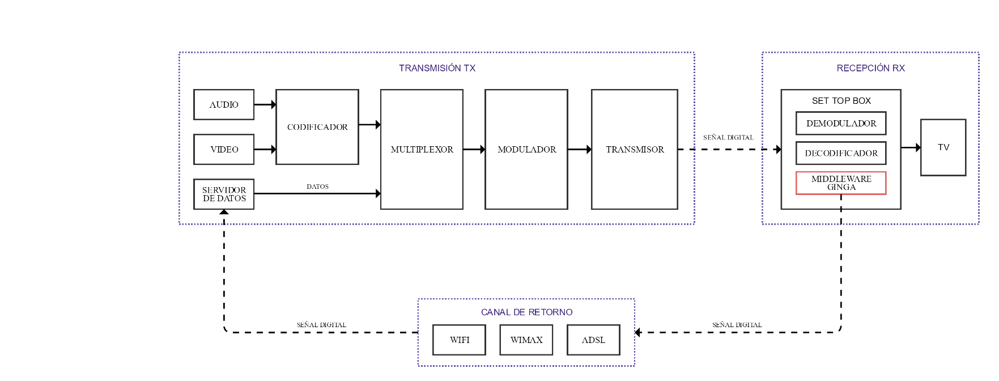 TRANSMISIÓN TX
AUDIO
VIDEO
SERVIDOR
DE DATOS
CODIFICADOR
DATOS
MULTIPLEXOR
MODULADOR
TRANSMISOR
SEÑAL DIGITAL
RECEPCIÓN RX
SET TOP BOX
DEMODULADOR
DECODIFICADOR
MIDDLEWARE
GINGA
TV
SEÑAL DIGITAL
CANAL DE RETORNO
WIFI
WIMAX
ADSL
SEÑAL DIGITAL